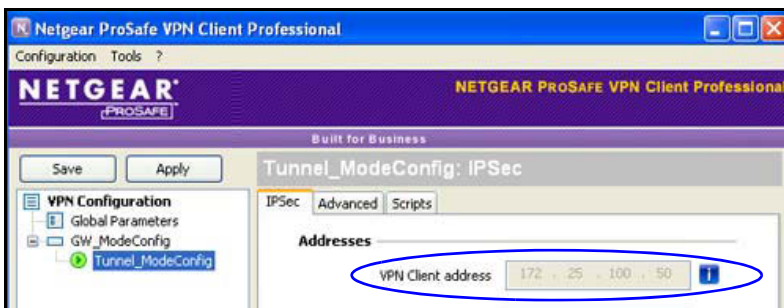 Netgear ProSafe VPN Client Professional
Configuration Tools ?
NETGEAR®
PROSAFE
NETGEAR PROSAFE VPN Client Professional
Built for Business
Save Apply
Tunnel_ModeConfig: IPSec
VPN Configuration
Global Parameters
GW_ModeConfig
Tunnel_ModeConfig
IPSec Advanced Scripts
Addresses
VPN Client address 172 . 25 . 100 . 50